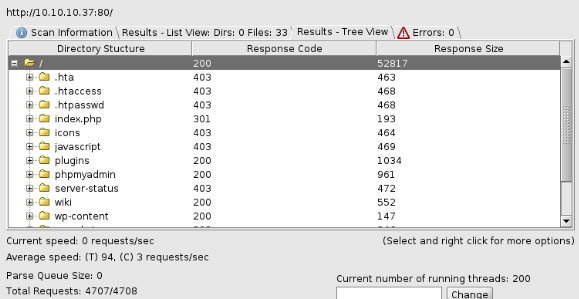 http://10.10.10.37:80/
Scan Information Results - List View: Dirs: 0 Files: 33 Results - Tree View Errors: 0
Directory Stucture Response Code Response Size
/ 200 52817
.hta 403 463
.htaccess 403 468
.htpasswd 403 468
index.php 301 193
icons 403 464
javascript 403 469
plugins 200 1034
phpmyadmin 200 961
server-status 403 472
wiki 200 552
wp-content 200 147
Current speed: 0 requests/sec (Select and right click for more options)
Average speed: (T) 94, (C) 3 requests/sec
Parse Queue Size: 0 Current number of running threads: 200
Total Requests: 4707/4708 Change